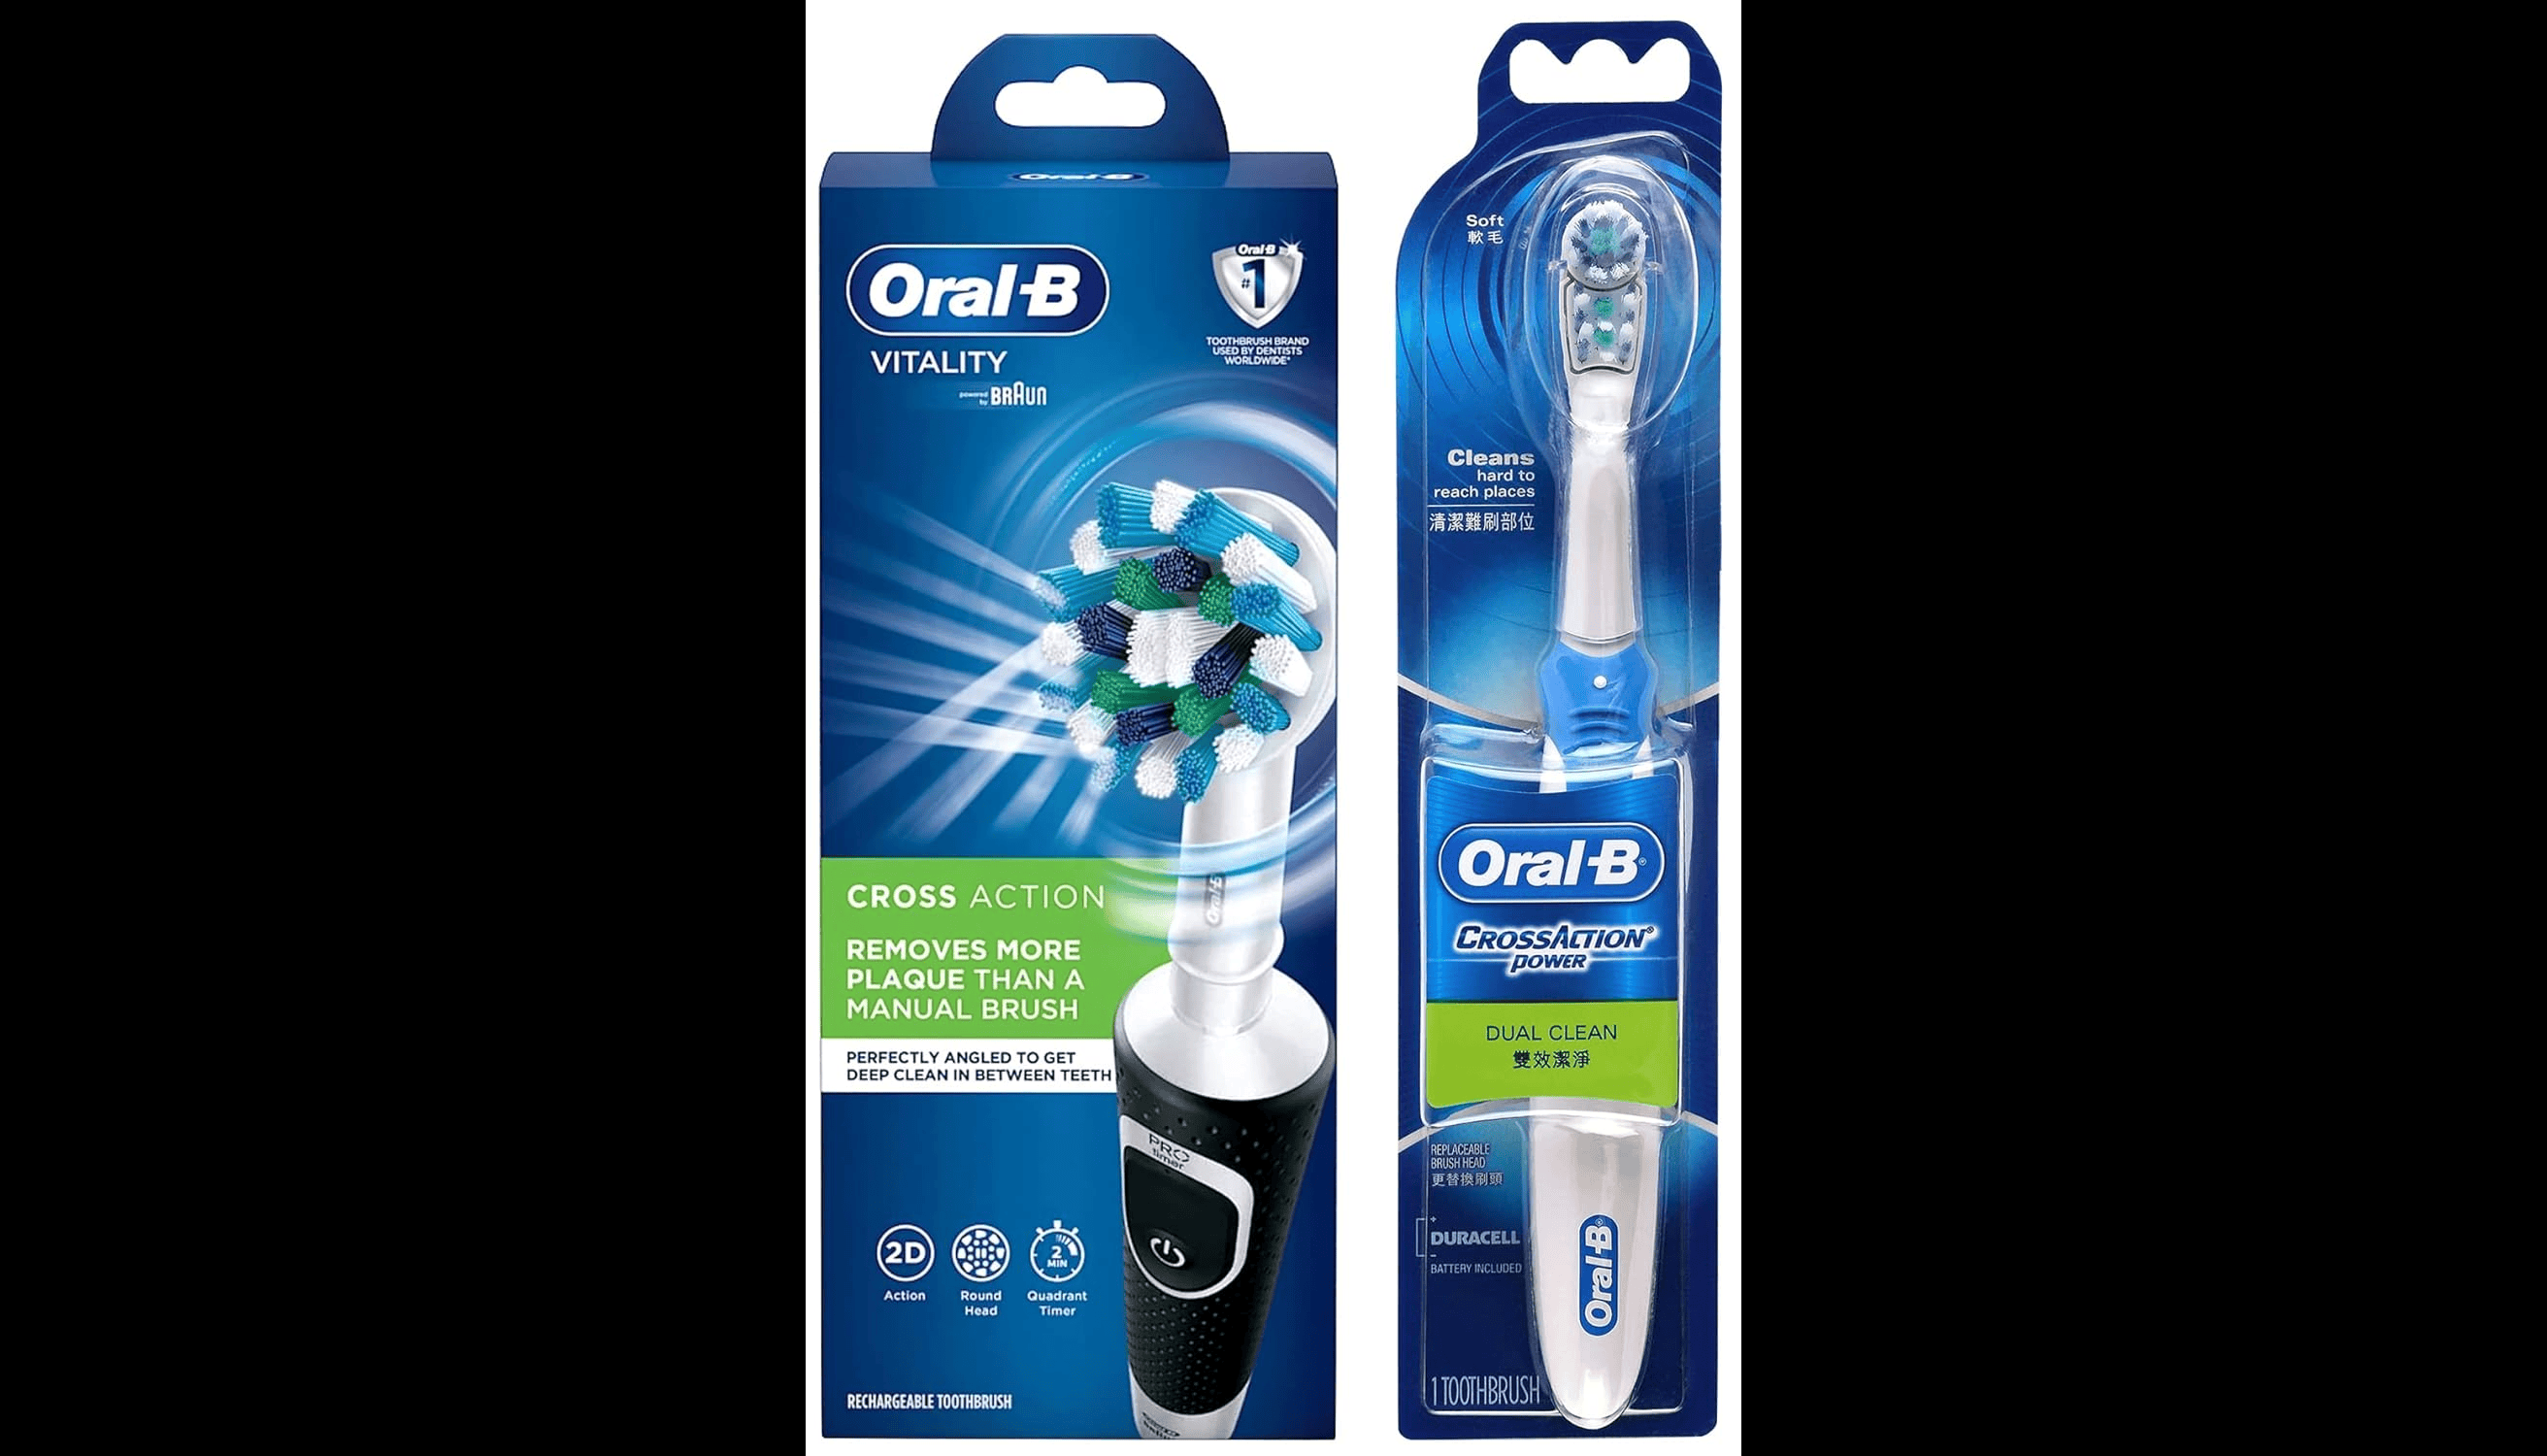 Oral-B
Oral-B
VITALITY
powered by BRAUN
Oral-B
#1
TOOTHBRUSH BRAND
USED BY DENTISTS
WORLDWIDE*
CROSS ACTION
REMOVES MORE
PLAQUE THAN A
MANUAL BRUSH
PERFECTLY ANGLED TO GET
DEEP CLEAN IN BETWEEN TEETH
Oral-B
PRO
timer
2D
Action
Round
Head
2
MIN
Quadrant
Timer
RECHARGEABLE TOOTHBRUSH
Soft
軟毛
Cleans
hard to
reach places
清潔難刷部位
Oral-B®
CROSSACTION®
POWER
DUAL CLEAN
雙效潔淨
REPLACEABLE
BRUSH HEAD
更替換刷頭
DURACELL
BATTERY INCLUDED
Oral-B®
1 TOOTHBRUSH